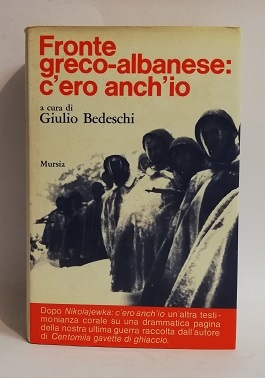 Fronte
greco-albanese:
c'ero anch'io
a cura di
Giulio Bedeschi
Mursia
Dopo Nikolajewka: c'ero anch'io un'altra testi-
monianza corale su una drammatica pagina
della nostra ultima guerra raccolta dall'autore
di Centomila gavette di ghiaccio.